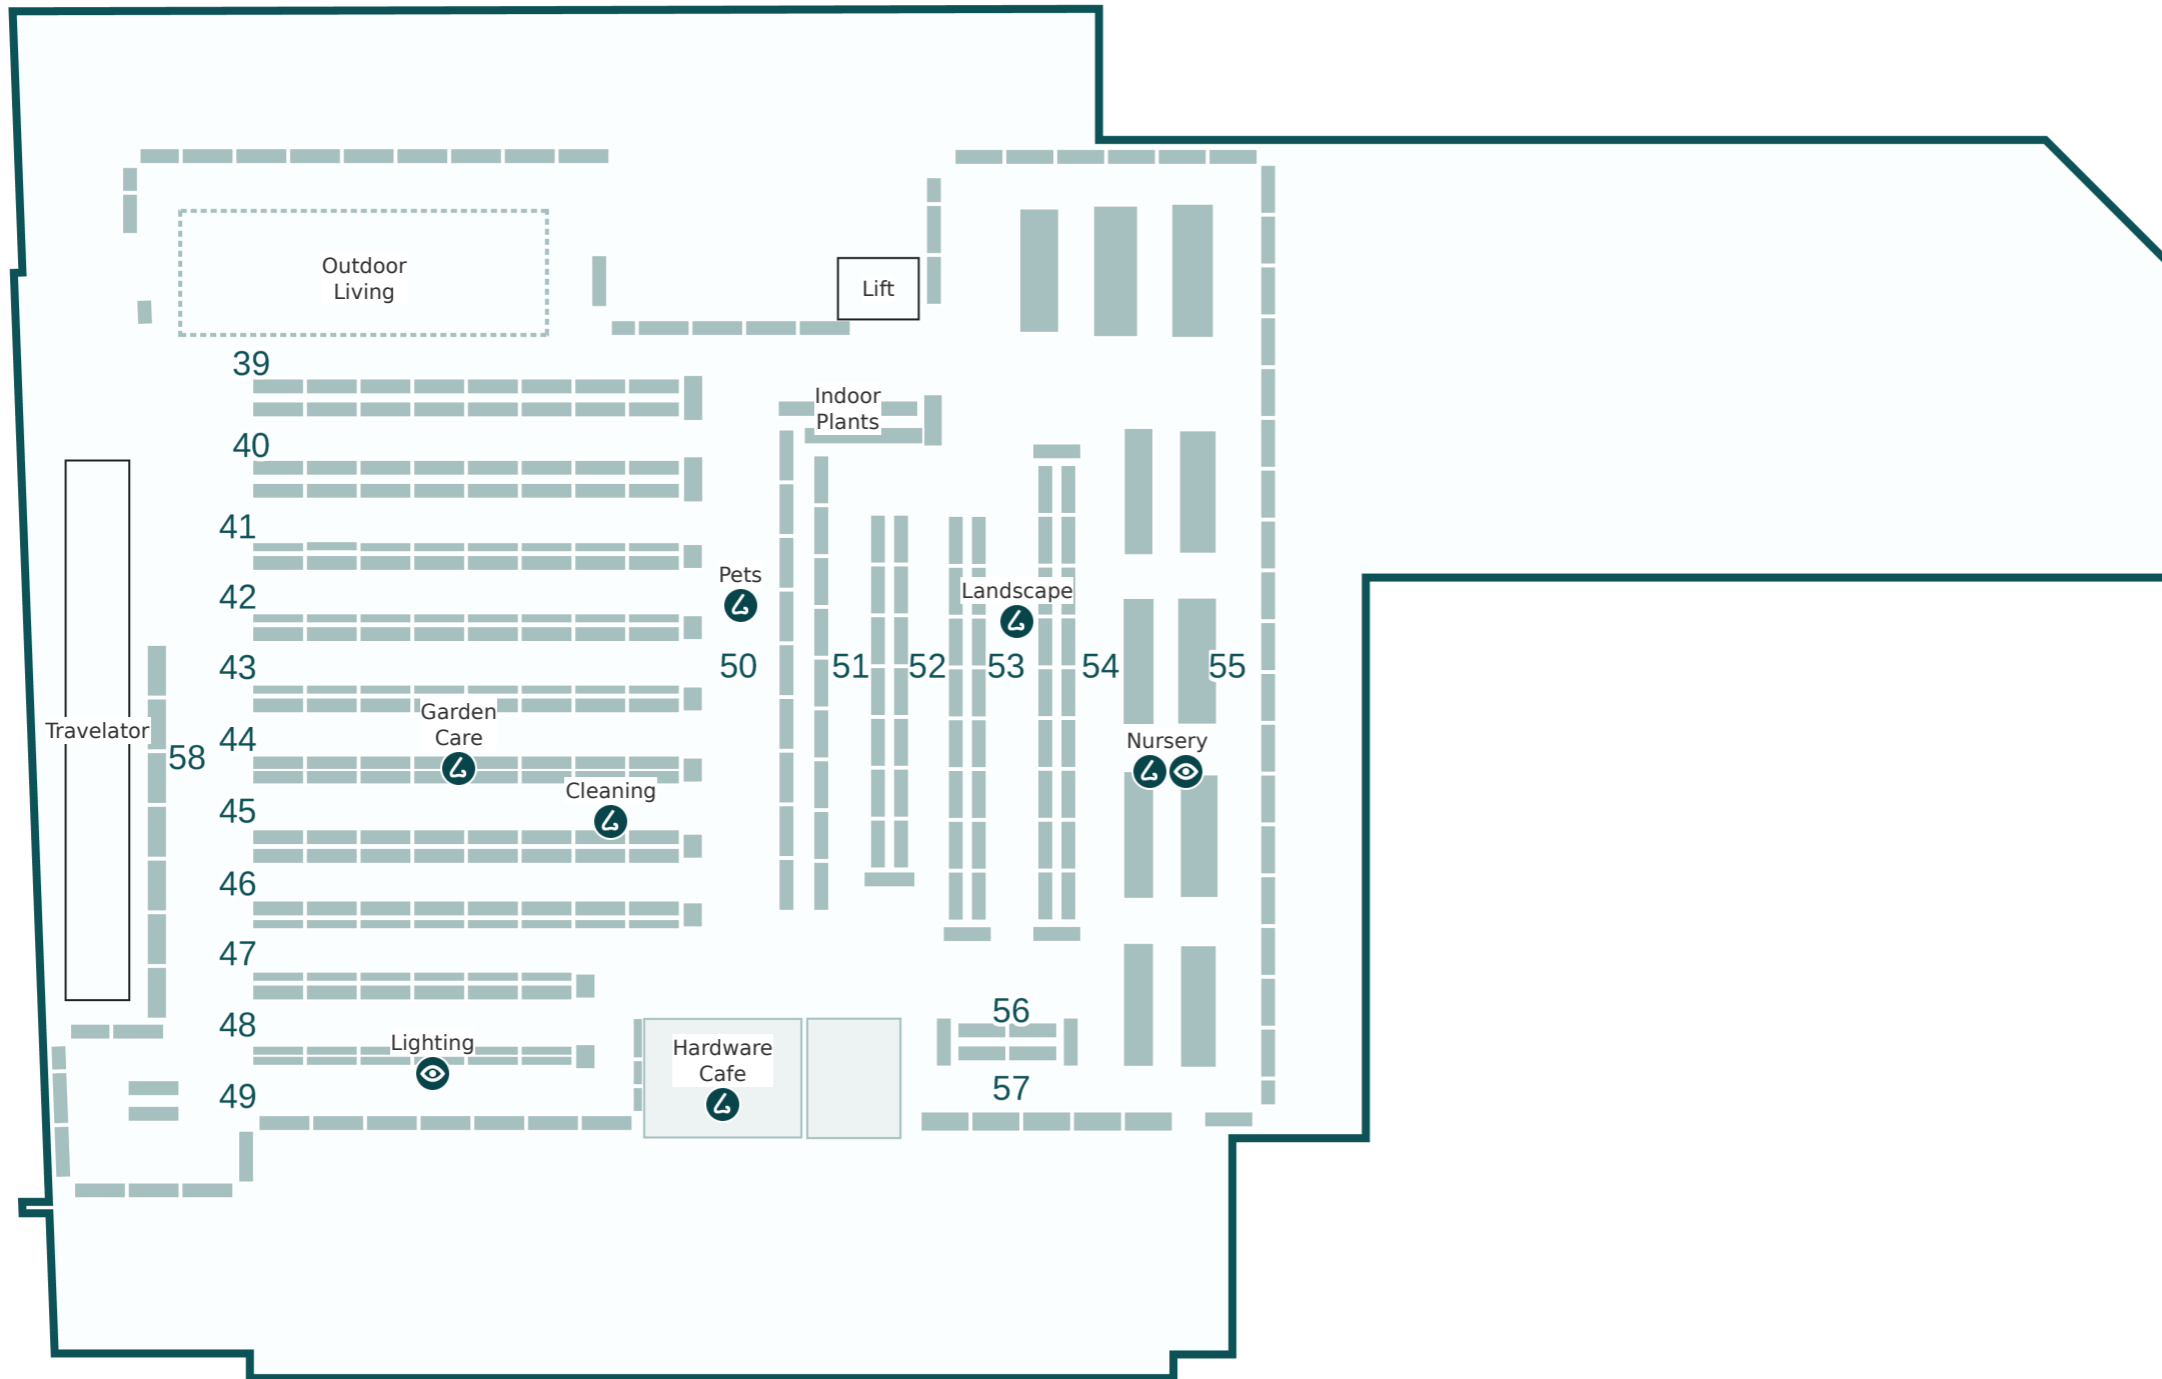 Outdoor
Living
Lift
39
Indoor
Plants
40
41
Pets
42
Landscape
43
50
51
52
53
54
55
Garden
Care
Travelator
58
44
Nursery
Cleaning
45
46
47
48
56
Lighting
Hardware
Cafe
49
57